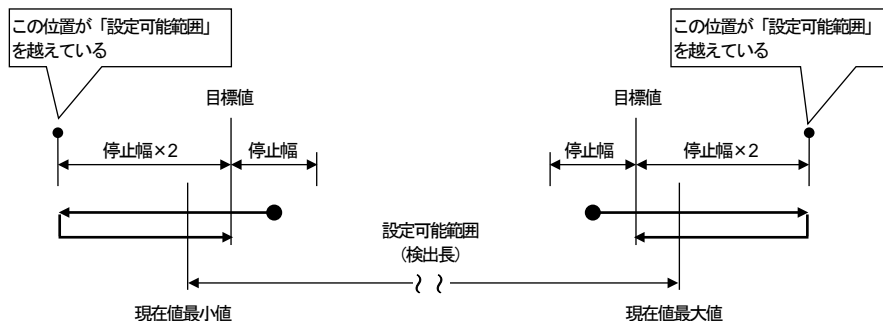 この位置が「設定可能範囲」
を越えている
この位置が「設定可能範囲」
を越えている
目標値
目標値
停止幅×2
停止幅
停止幅
停止幅×2
設定可能範囲
（検出長）
現在値最小値
現在値最大値